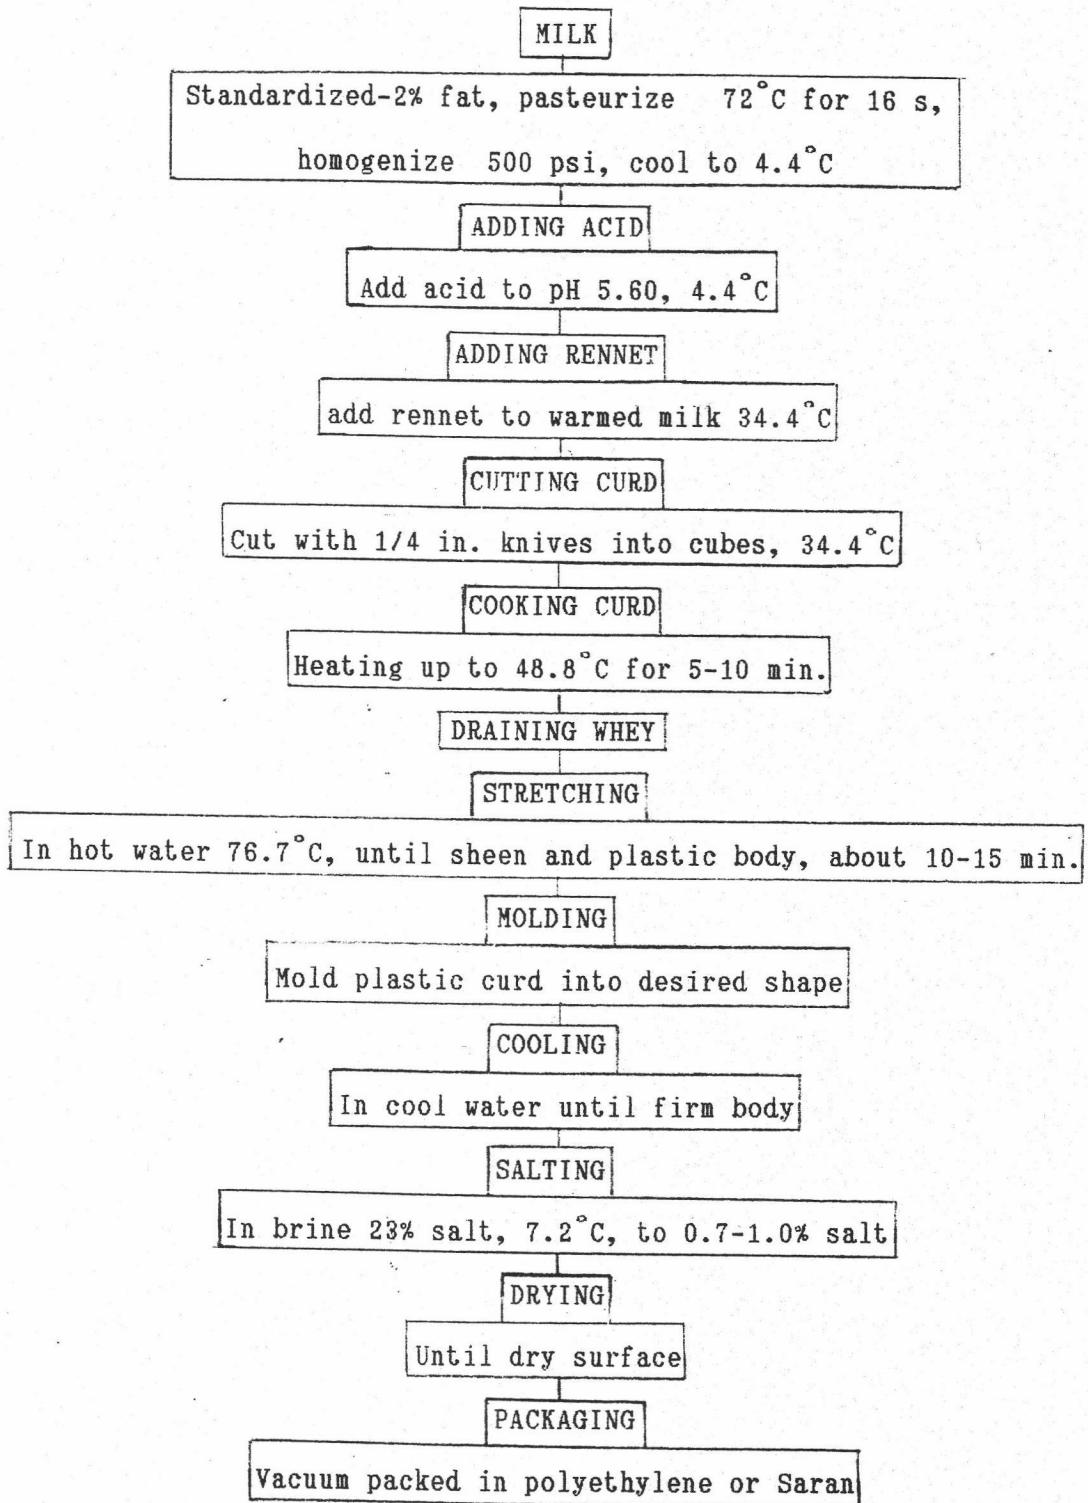 MILK
Standardized-2% fat, pasteurize 72°C for 16 s,
homogenize 500 psi, cool to 4.4°C
ADDING ACID
Add acid to pH 5.60, 4.4°C
ADDING RENNET
add rennet to warmed milk 34.4°C
CUTTING CURD
Cut with 1/4 in. knives into cubes, 34.4°C
COOKING CURD
Heating up to 48.8°C for 5-10 min.
DRAINING WHEY
STRETCHING
In hot water 76.7°C, until sheen and plastic body, about 10-15 min.
MOLDING
Mold plastic curd into desired shape
COOLING
In cool water until firm body
SALTING
In brine 23% salt, 7.2°C, to 0.7-1.0% salt
DRYING
Until dry surface
PACKAGING
Vacuum packed in polyethylene or Saran